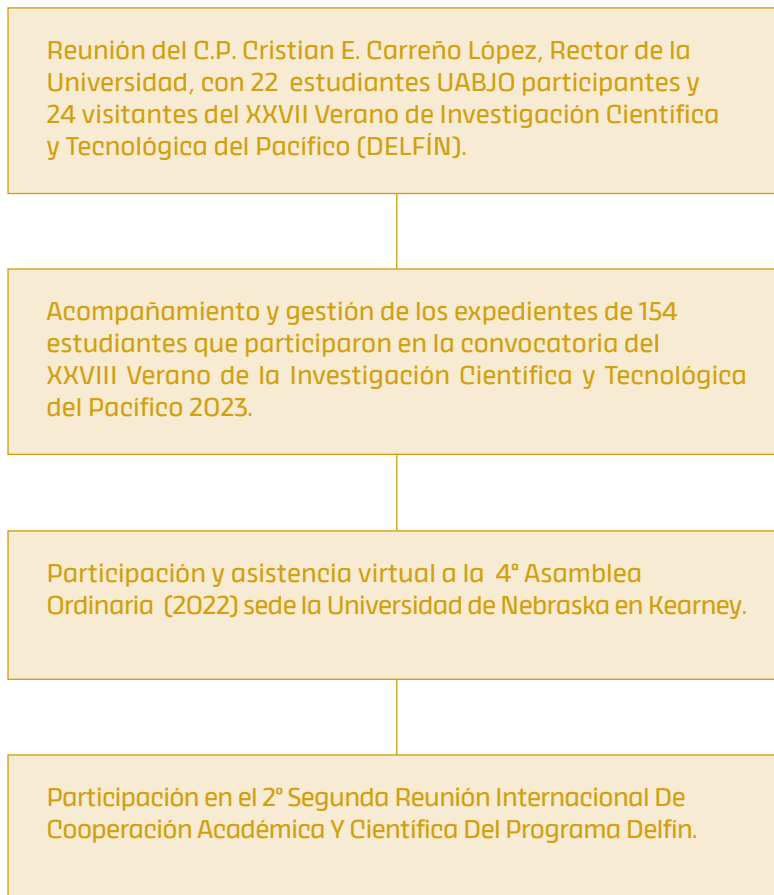 Reunión del C.P. Cristian E. Carreño López, Rector de la
Universidad, con 22 estudiantes UABJO participantes y
24 visitantes del XXVII Verano de Investigación Científica
y Tecnológica del Pacífico (DELFÍN).
Acompañamiento y gestión de los expedientes de 154
estudiantes que participaron en la convocatoria del
XXVIII Verano de la Investigación Científica y Tecnológica
del Pacífico 2023.
Participación y asistencia virtual a la 4ª Asamblea
Ordinaria (2022) sede la Universidad de Nebraska en Kearney.
Participación en el 2º Segunda Reunión Internacional De
Cooperación Académica Y Científica Del Programa Delfín.